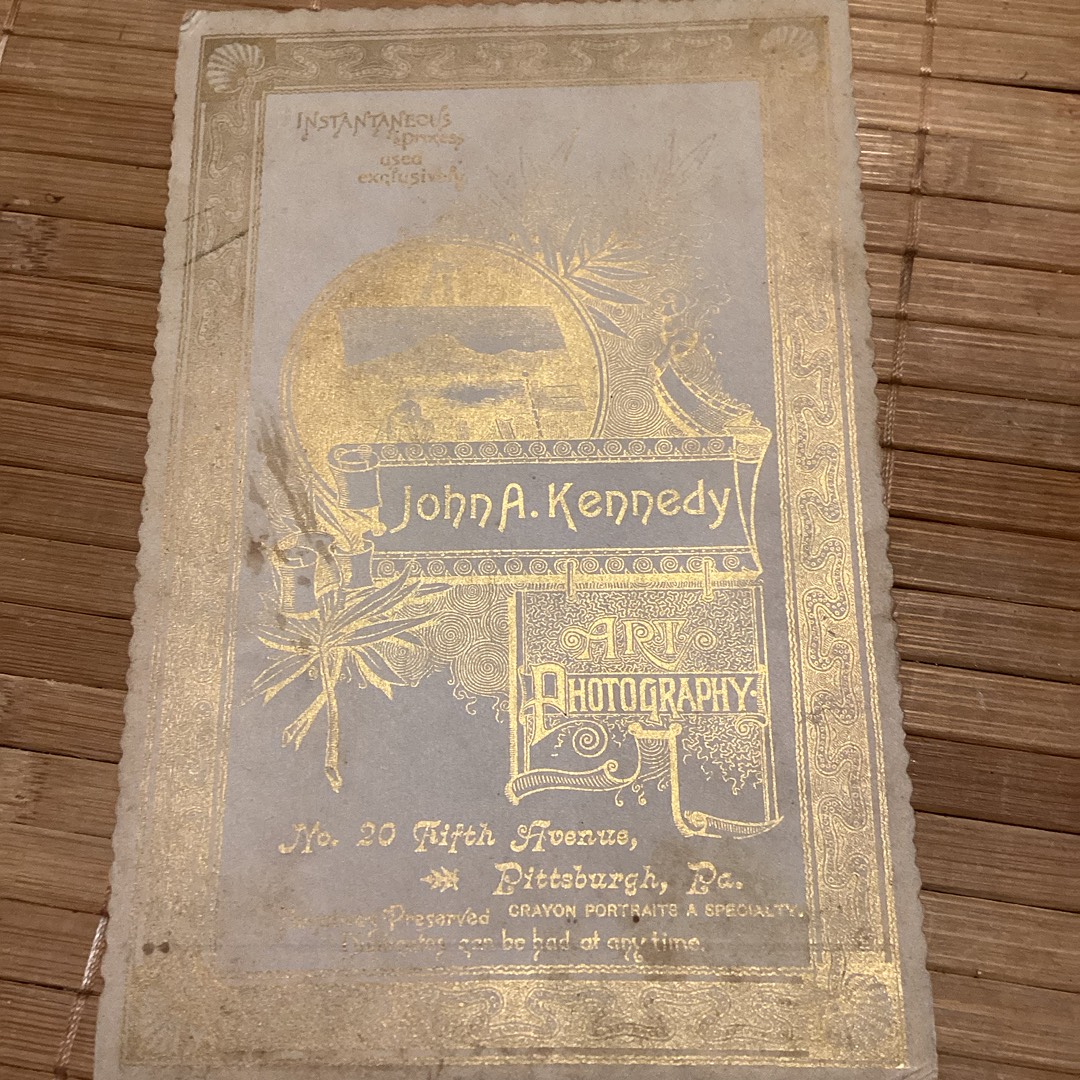 INSTANTANEOUS
process
used
exclusively
John A. Kennedy
ART
PHOTOGRAPHY
No. 20 Fifth Avenue,
Pittsburgh, Pa.
Preserved CRAYON PORTRAITS A SPECIALTY.
can be had at any time.